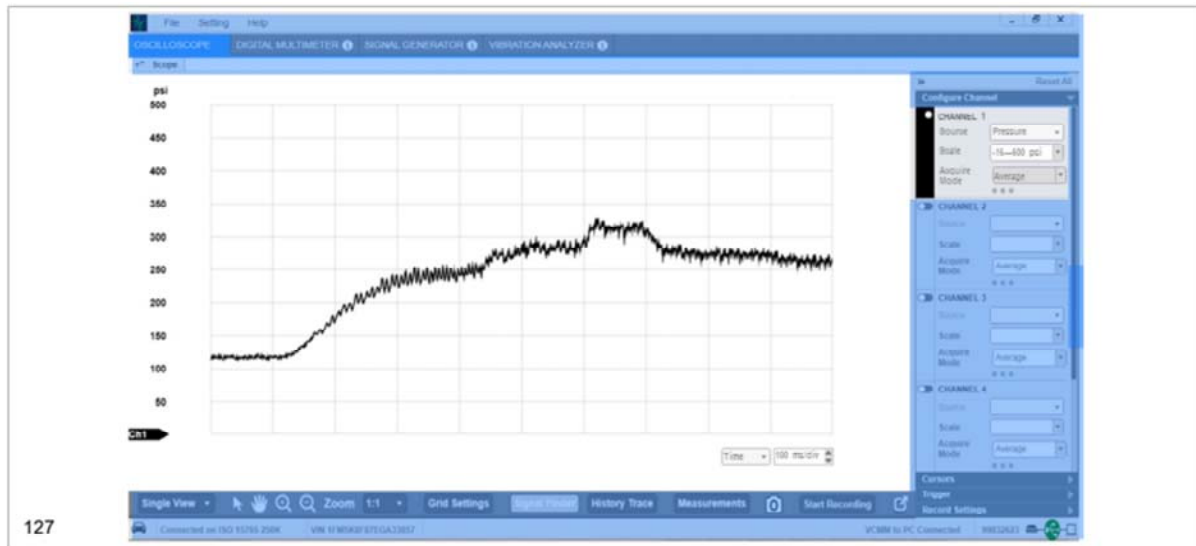 File Setting Help
OSCILLOSCOPE DIGITAL MULTIMETER SIGNAL GENERATOR VIBRATION ANALYZER
Scope
Reset All
psi
Configure Channel
500
CHANNEL 1
Source Pressure
450
Scale -15—500 psi
400
Acquire Mode Average
350
CHANNEL 2
Source
300
Scale
250
Acquire Mode Average
200
CHANNEL 3
Source
150
Scale
100
Acquire Mode Average
50
CHANNEL 4
Source
Ch1
Scale
Time 100 ms/div
Acquire Mode Average
Cursors
Trigger
Record Settings
Single View Zoom 1:1 Grid Settings Signal Finder History Trace Measurements Start Recording
127
Connected on ISO 15765 250K VIN VCMM to PC Connected